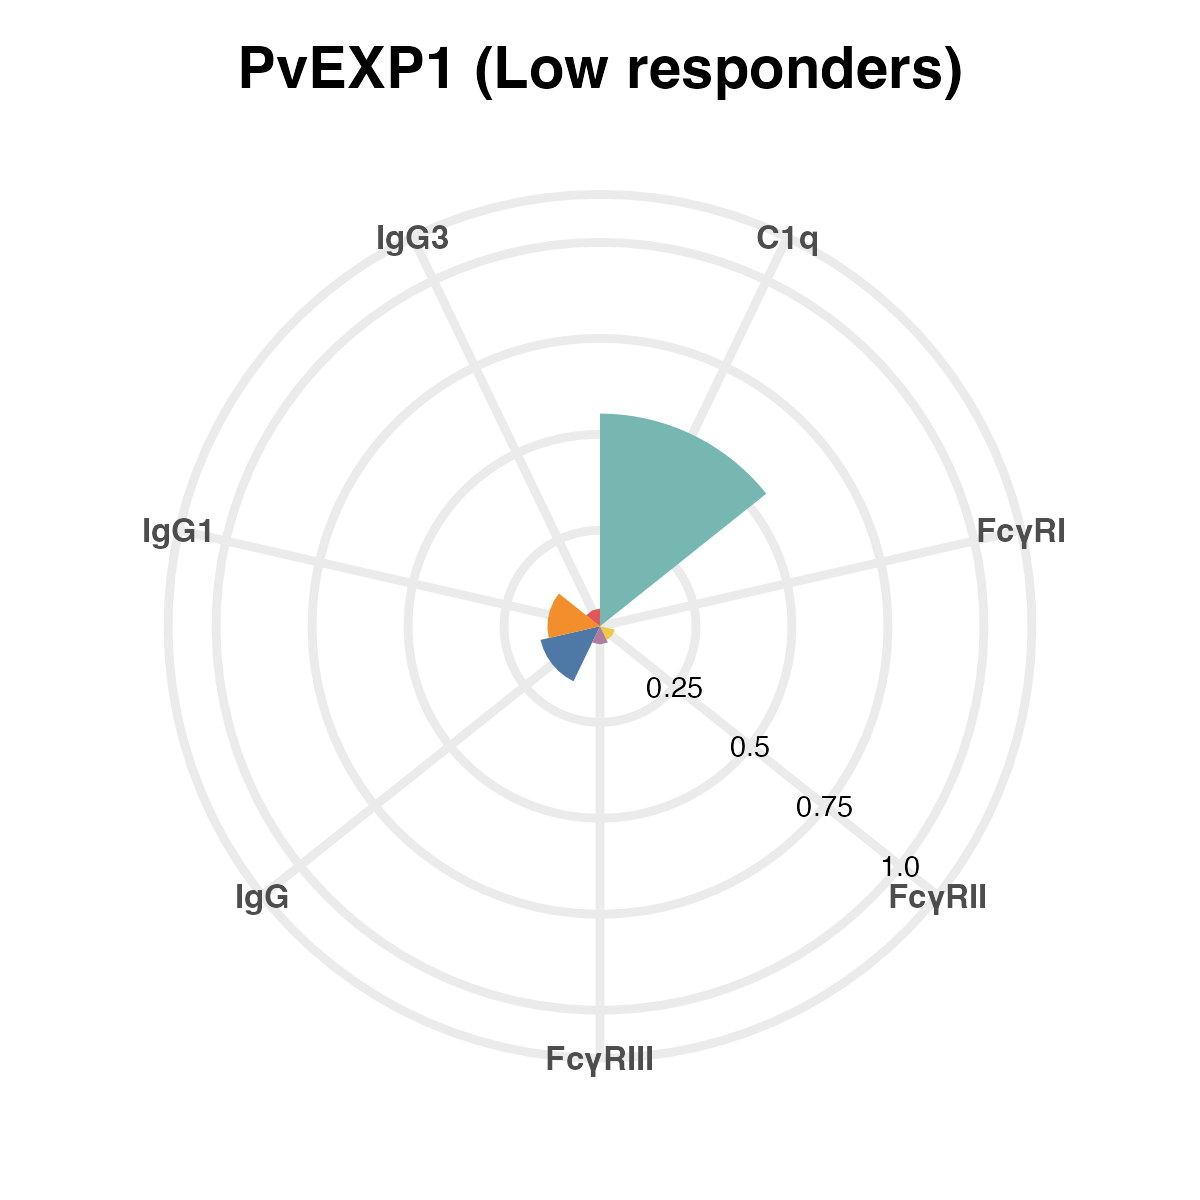 PvEXP1 (Low responders)
IgG3
C1q
IgG1
FcγRI
0.25
0.5
0.75
1.0
IgG
FcγRII
FcγRIII